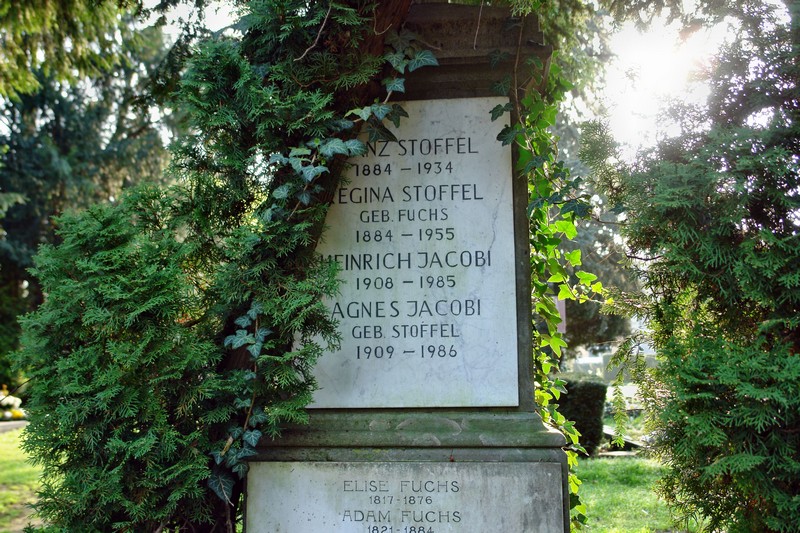 NZ STOFFEL
1884 – 1934
REGINA STOFFEL
GEB. FUCHS
1884 – 1955
HEINRICH JACOBI
1908 – 1985
AGNES JACOBI
GEB. STOFFEL
1909 – 1986
ELISE FUCHS
1817-1876
ADAM FUCHS
1821-1884